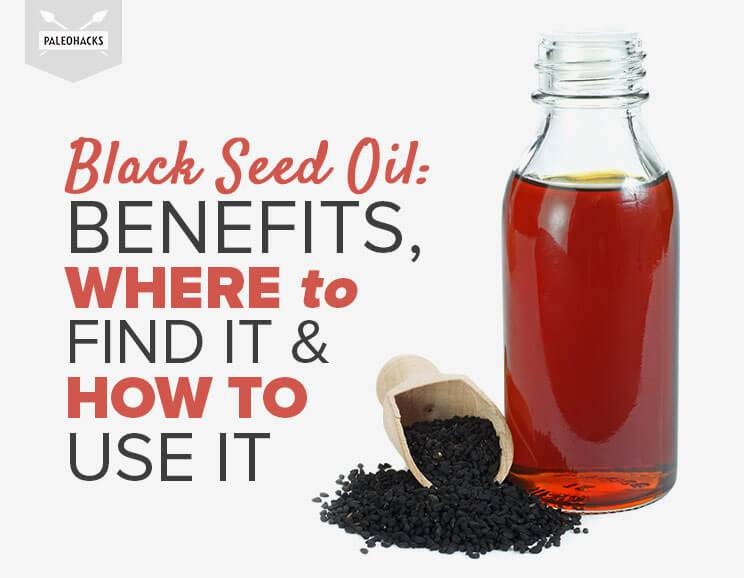 PALEOHACKS
Black Seed Oil:
BENEFITS,
WHERE to
FIND IT &
HOW TO
USE IT